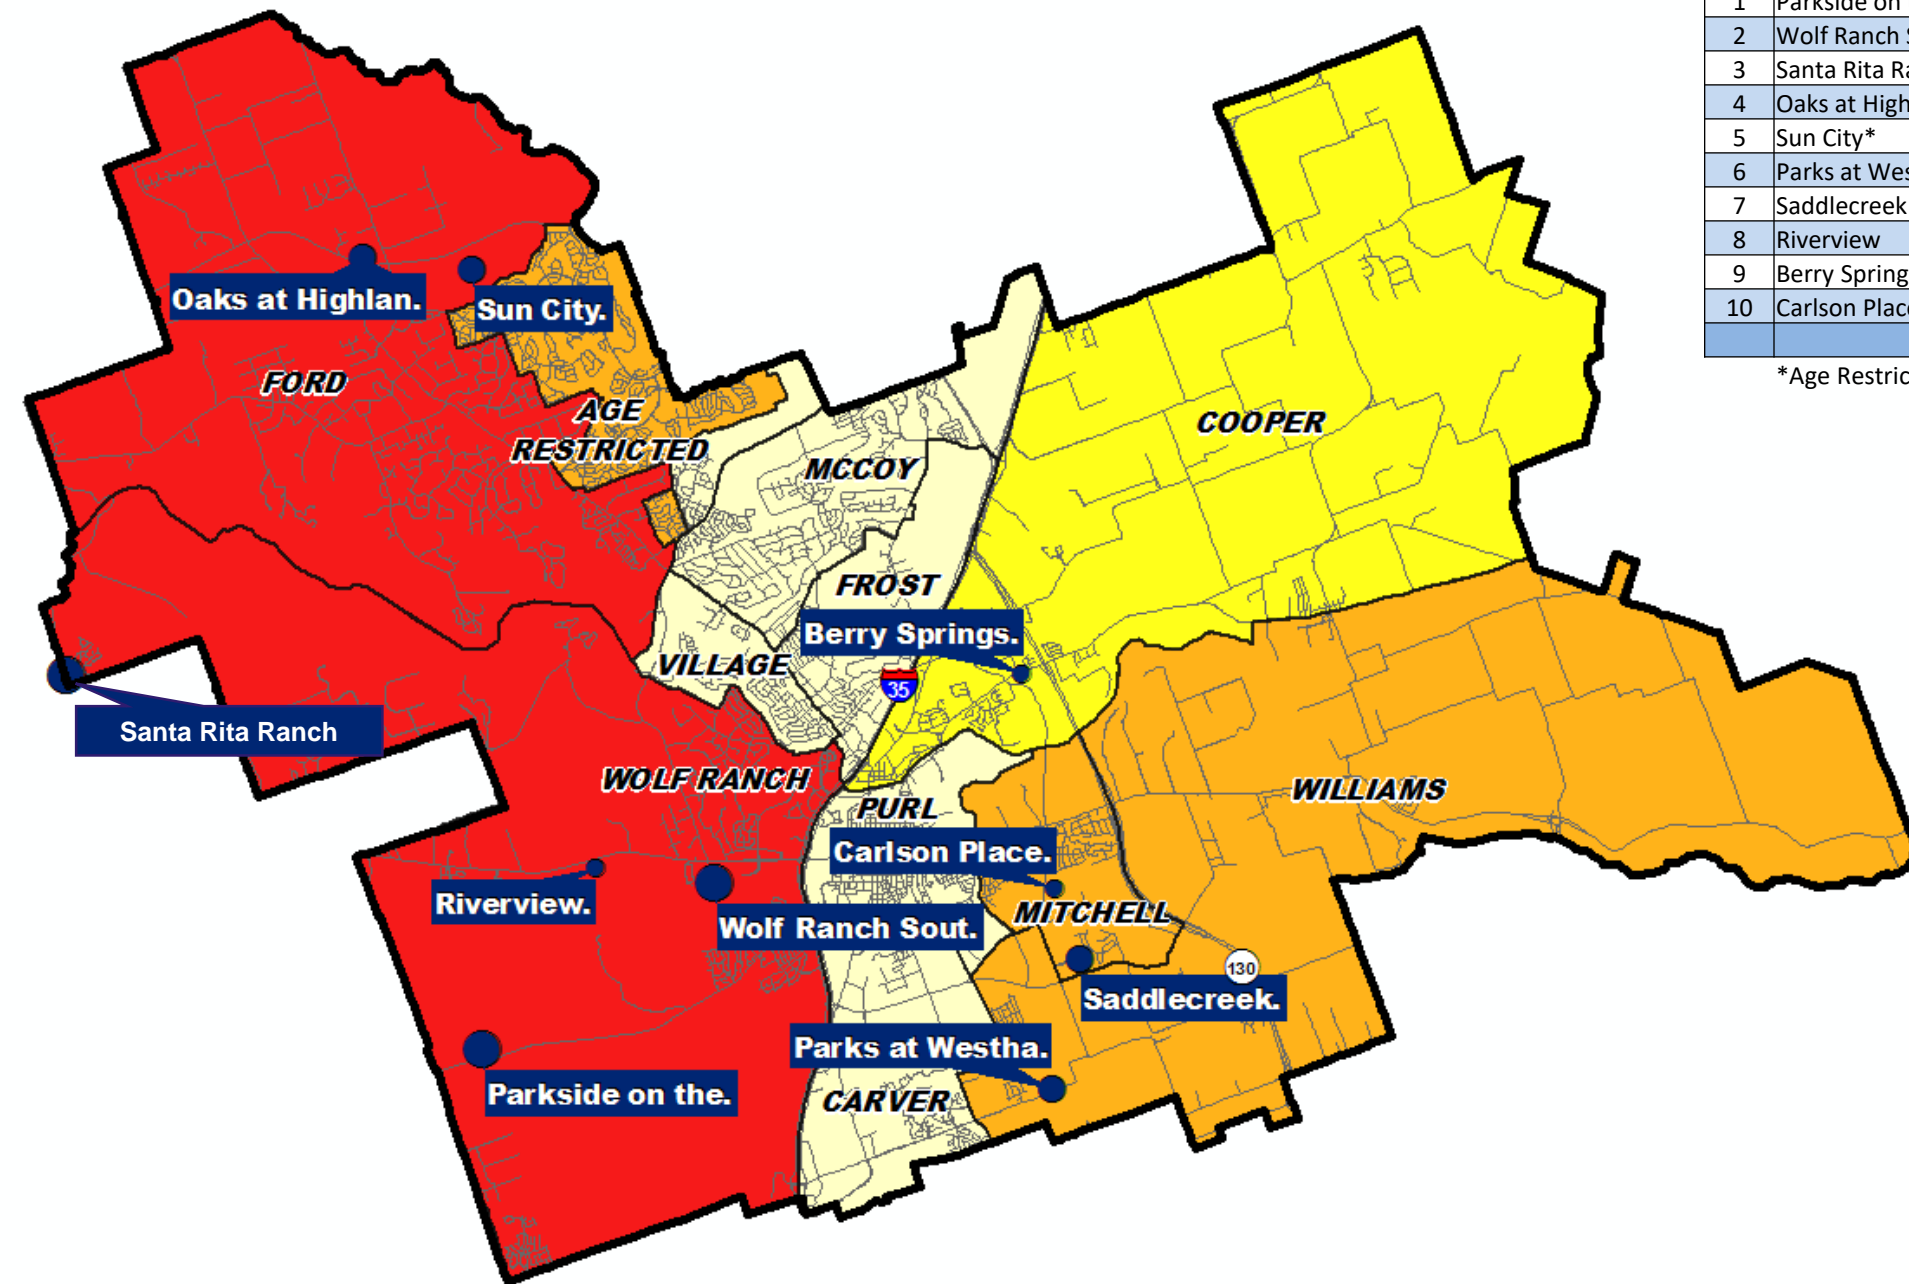 1 Parkside on
2 Wolf Ranch S
3 Santa Rita Ra
4 Oaks at High
5 Sun City*
6 Parks at Wes
7 Saddlecreek
8 Riverview
9 Berry Spring
10 Carlson Place
*Age Restric
Oaks at Highlan.
Sun City.
FORD
AGE
RESTRICTED
MCCOY
COOPER
FROST
Berry Springs.
VILLAGE
35
Santa Rita Ranch
WOLF RANCH
PURL
WILLIAMS
Carlson Place.
Riverview.
Wolf Ranch Sout.
MITCHELL
130
Saddlecreek.
Parks at Westha.
Parkside on the.
CARVER